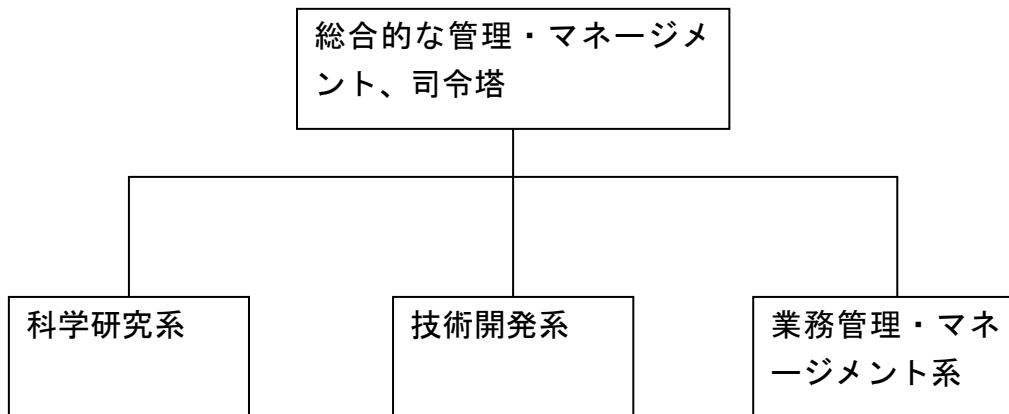 総合的な管理・マネージメ
ント、司令塔
科学研究系
技術開発系
業務管理・マネ
ージメント系